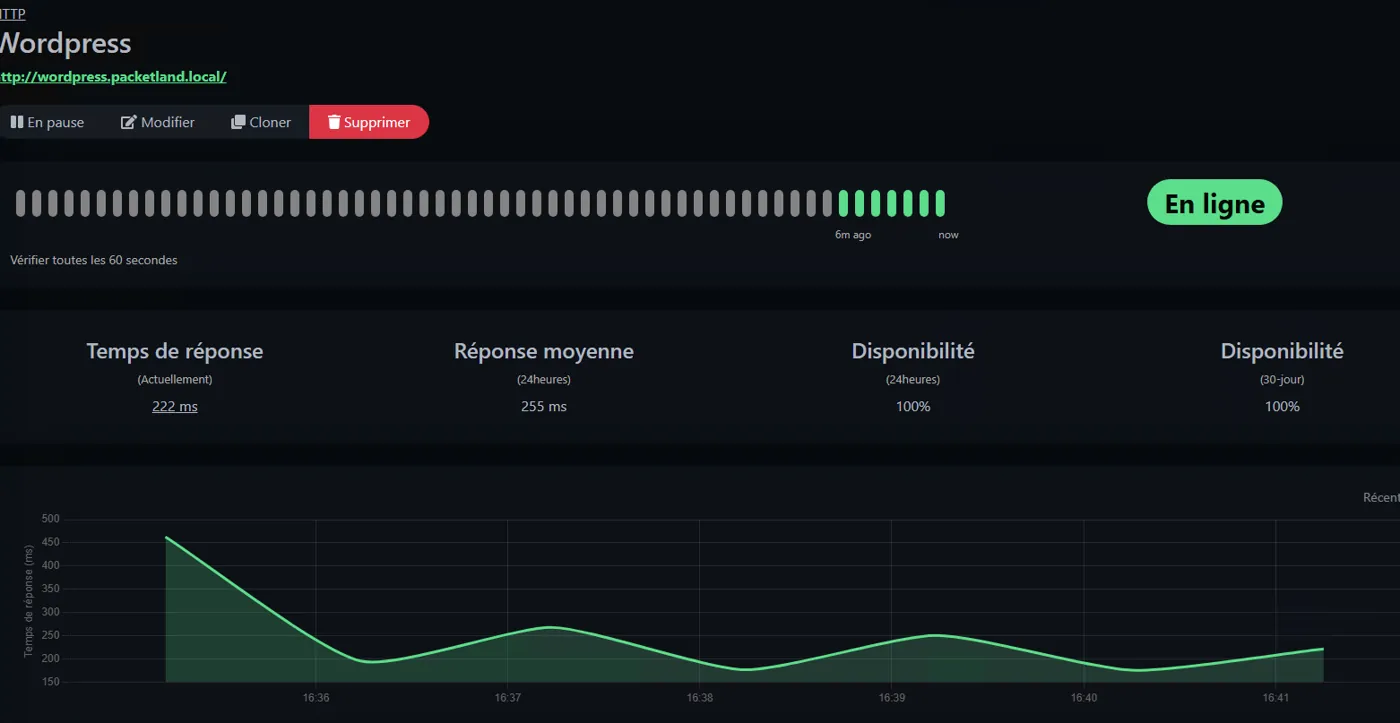 HTTP
Wordpress
http://wordpress.packetland.local/
En pause Modifier Cloner Supprimer
En ligne
6m ago now
Vérifier toutes les 60 secondes
Temps de réponse Réponse moyenne Disponibilité Disponibilité
(Actuellement) (24heures) (24heures) (30-jour)
222 ms 255 ms 100% 100%
Récent
Temps de réponse (ms)
500
450
400
350
300
250
200
150
16:36 16:37 16:38 16:39 16:40 16:41